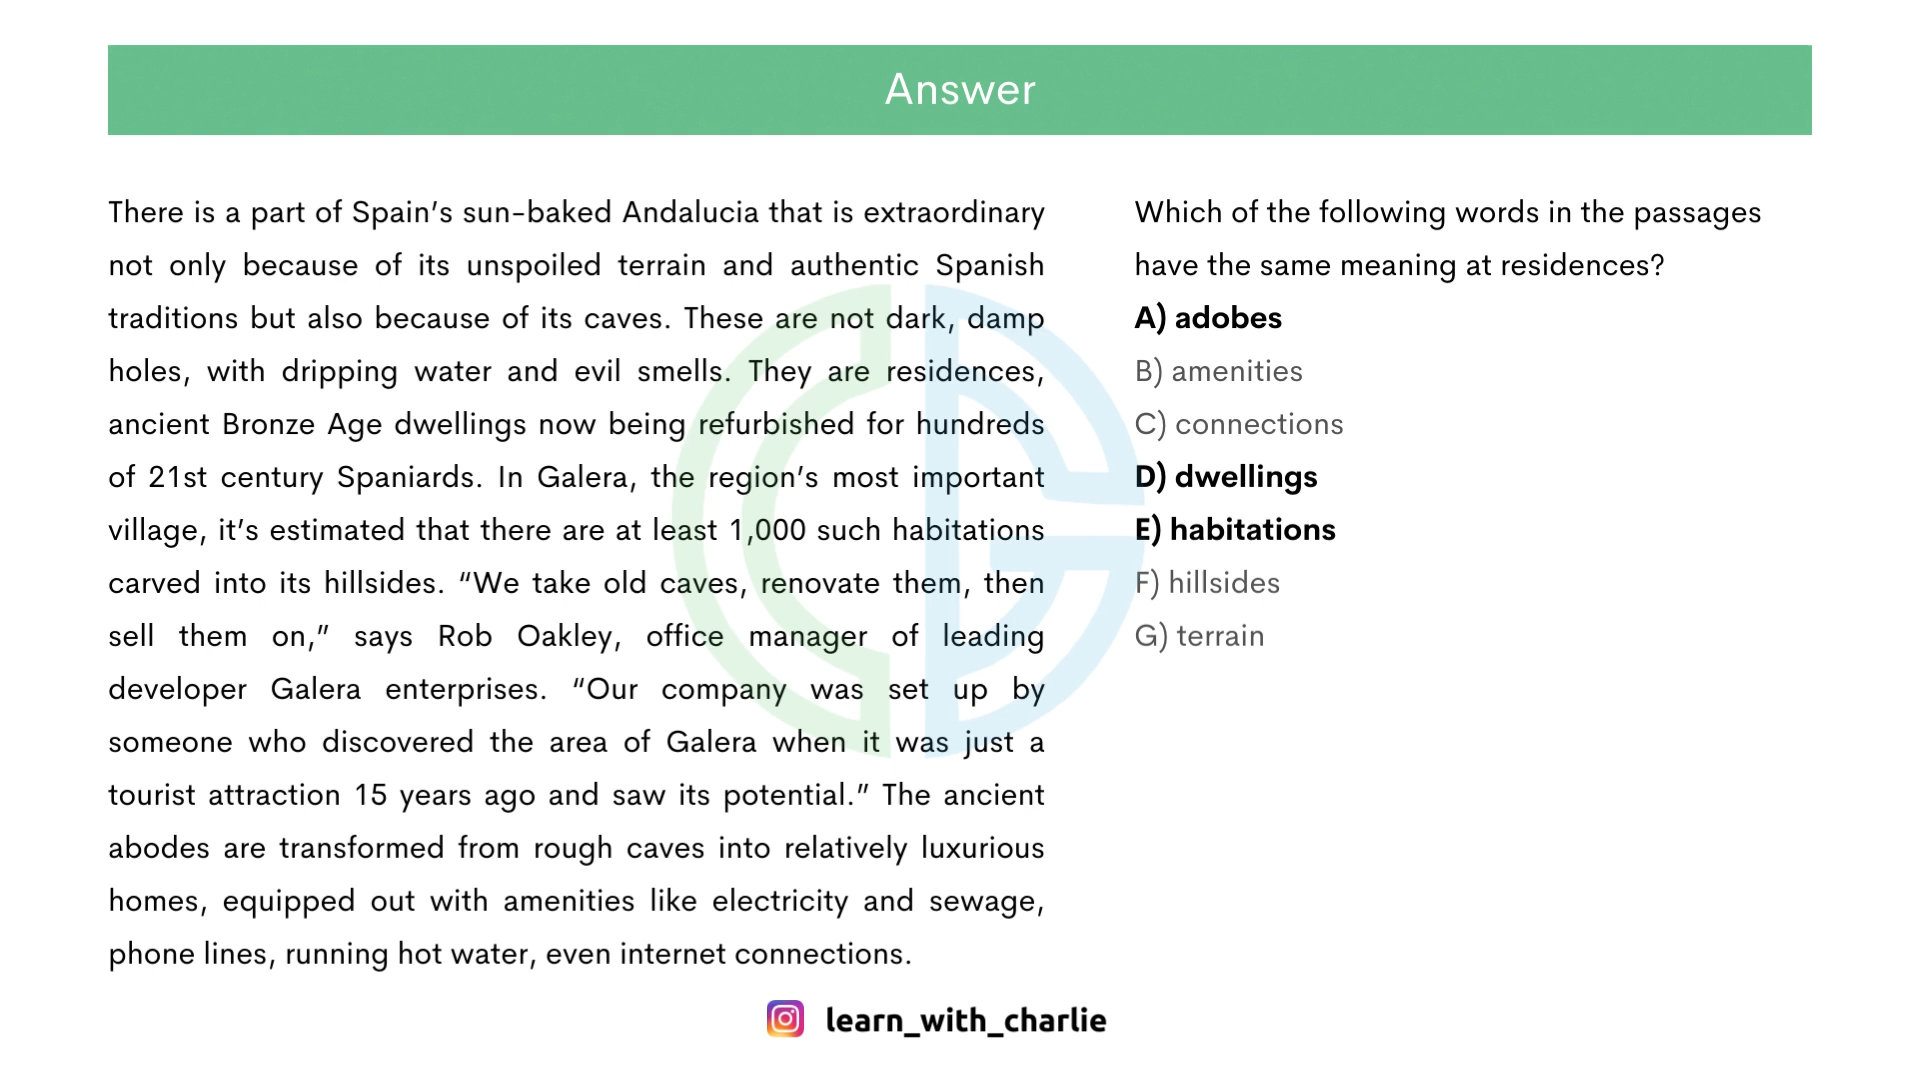 Answer
There is a part of Spain’s sun-baked Andalucia that is extraordinary
not only because of its unspoiled terrain and authentic Spanish
traditions but also because of its caves. These are not dark, damp
holes, with dripping water and evil smells. They are residences,
ancient Bronze Age dwellings now being refurbished for hundreds
of 21st century Spaniards. In Galera, the region’s most important
village, it’s estimated that there are at least 1,000 such habitations
carved into its hillsides. “We take old caves, renovate them, then
sell them on,” says Rob Oakley, office manager of leading
developer Galera enterprises. “Our company was set up by
someone who discovered the area of Galera when it was just a
tourist attraction 15 years ago and saw its potential.” The ancient
abodes are transformed from rough caves into relatively luxurious
homes, equipped out with amenities like electricity and sewage,
phone lines, running hot water, even internet connections.
Which of the following words in the passages
have the same meaning at residences?
A) adobes
B) amenities
C) connections
D) dwellings
E) habitations
F) hillsides
G) terrain
learn_with_charlie